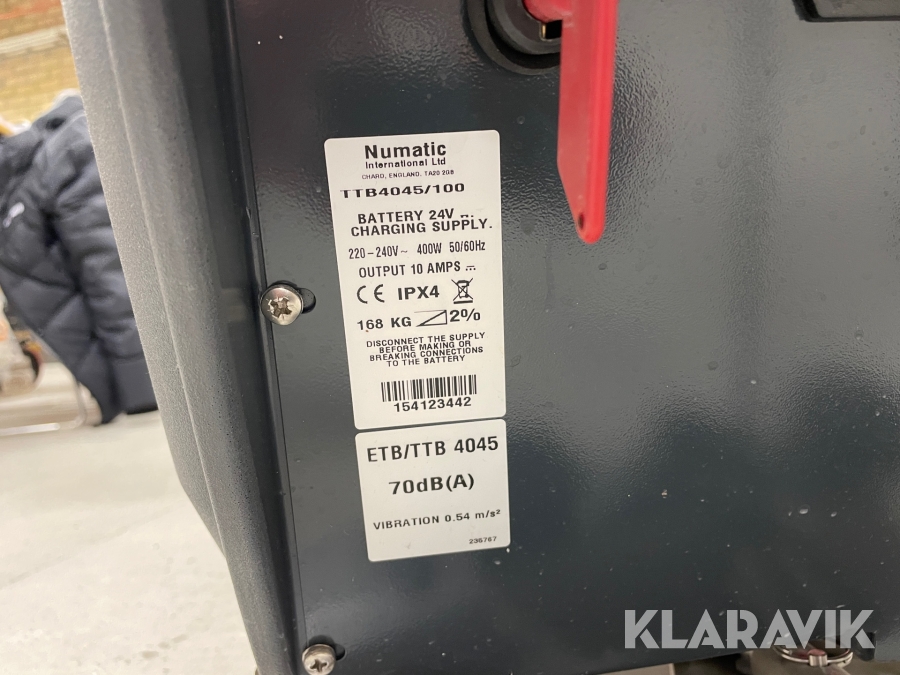 Numatic
International Ltd
CHARD, ENGLAND. TA20 2GB
TTB4045/100
BATTERY 24V ⎓
CHARGING SUPPLY.
220-240V~ 400W 50/60Hz
OUTPUT 10 AMPS ⎓
CE IPX4
168 KG 2%
DISCONNECT THE SUPPLY
BEFORE MAKING OR
BREAKING CONNECTIONS
TO THE BATTERY
154123442
ETB/TTB 4045
70dB(A)
VIBRATION 0.54 m/s²
236767
KLARAVIK